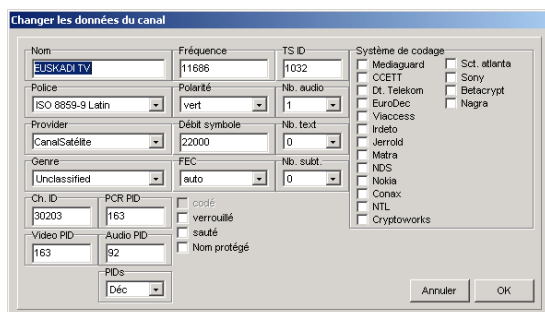 Changer les données du canal
Nom Fréquence TS ID Système de codage
EUSKADI TV 11686 1032 Mediaguard Sct. atlanta
CCETT Sony
Police Polarité Nb. audio Dt. Telekom Betacrypt
ISO 8859-9 Latin vert 1 EuroDec Nagra
Viaccess
Provider Débit symbole Nb. text Irdeto
CanalSatélite 22000 0 Jerrold
Matra
Genre FEC Nb. subt. NDS
Unclassified auto 0 Nokia
Conax
Ch. ID PCR PID codé NTL
30203 163 verrouillé Cryptoworks
Video PID Audio PID sauté
163 92 Nom protégé
PIDs
Déc Annuler OK